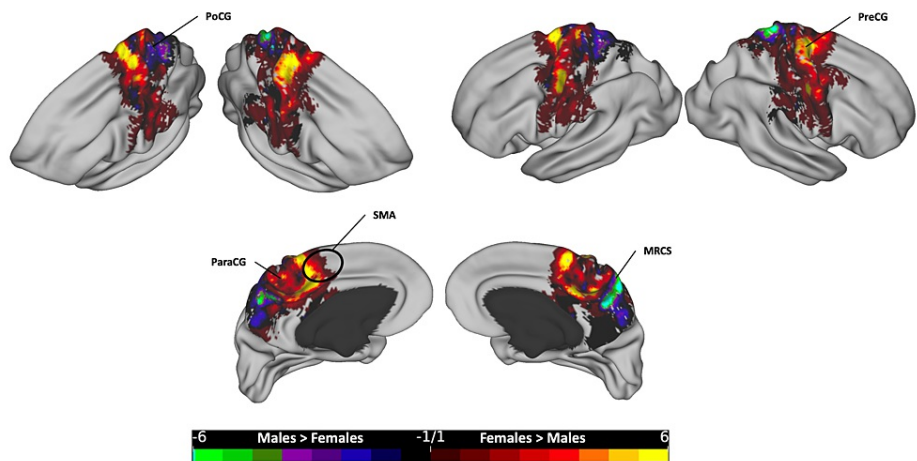 PoCG
PreCG
SMA
ParaCG
MRCS
-6 Males > Females -1/1 Females > Males 6